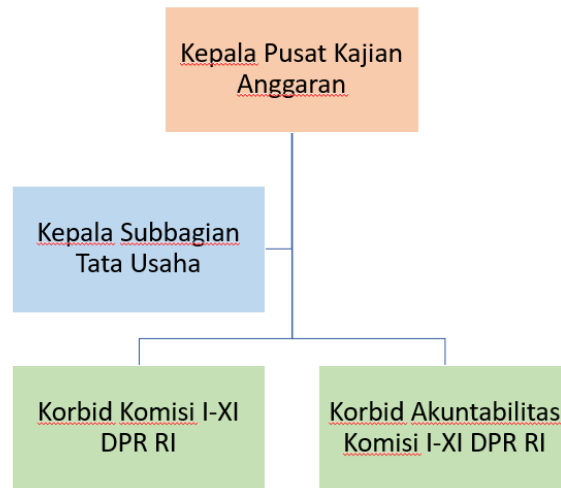 Kepala Pusat Kajian
Anggaran
Kepala Subbagian
Tata Usaha
Korbid Komisi I-XI
DPR RI
Korbid Akuntabilitas
Komisi I-XI DPR RI